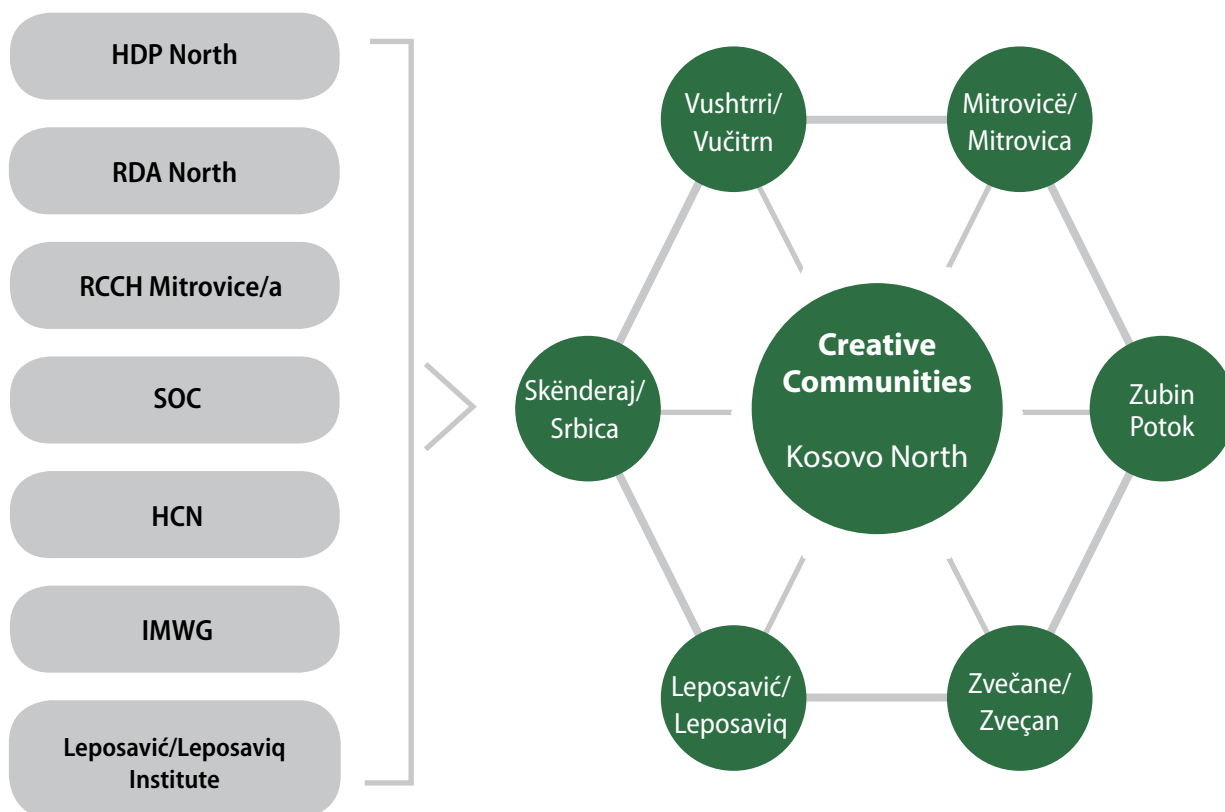 HDP North
RDA North
RCCH Mitrovice/a
SOC
HCN
IMWG
Leposavić/Leposaviq
Institute
Vushtrri/
Vučitrn
Mitrovicë/
Mitrovica
Skënderaj/
Srbica
Creative
Communities
Kosovo North
Zubin
Potok
Leposavić/
Leposaviq
Zvečane/
Zveçan